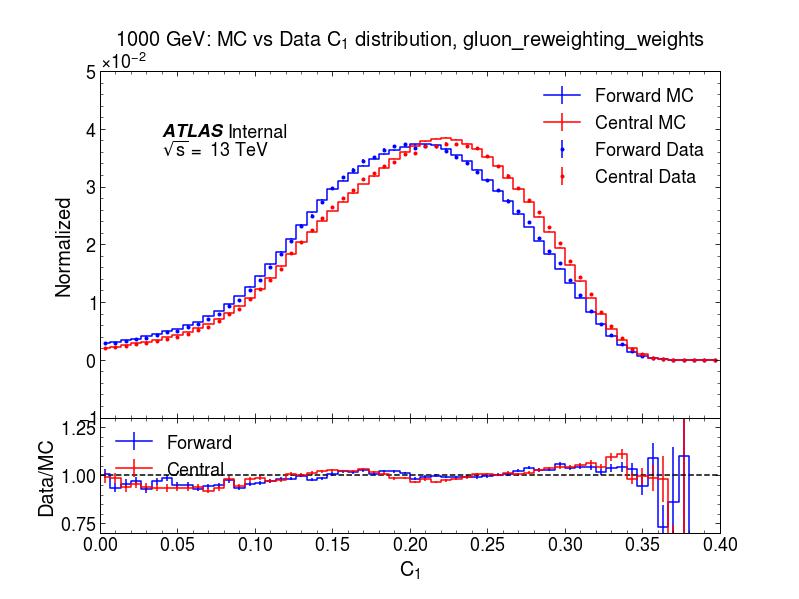 1000 GeV: MC vs Data C₁ distribution, gluon_reweighting_weights
×10⁻²
5
4
3
2
1
0
−1
Normalized
ATLAS Internal
√s = 13 TeV
Forward MC
Central MC
Forward Data
Central Data
1.25
1.00
0.75
Data/MC
Forward
Central
0.00 0.05 0.10 0.15 0.20 0.25 0.30 0.35 0.40
C₁